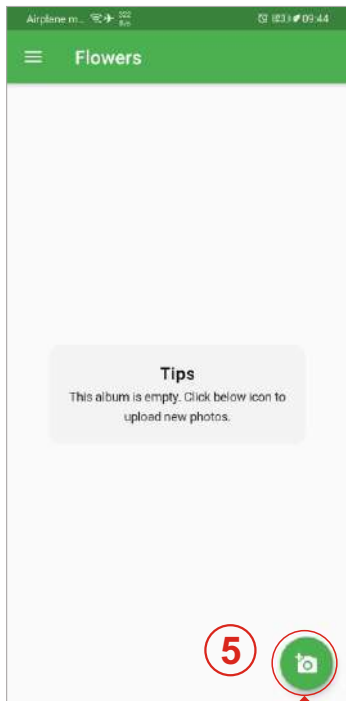 Airplane m... 09:44
Flowers
Tips
This album is empty. Click below icon to
upload new photos.
5